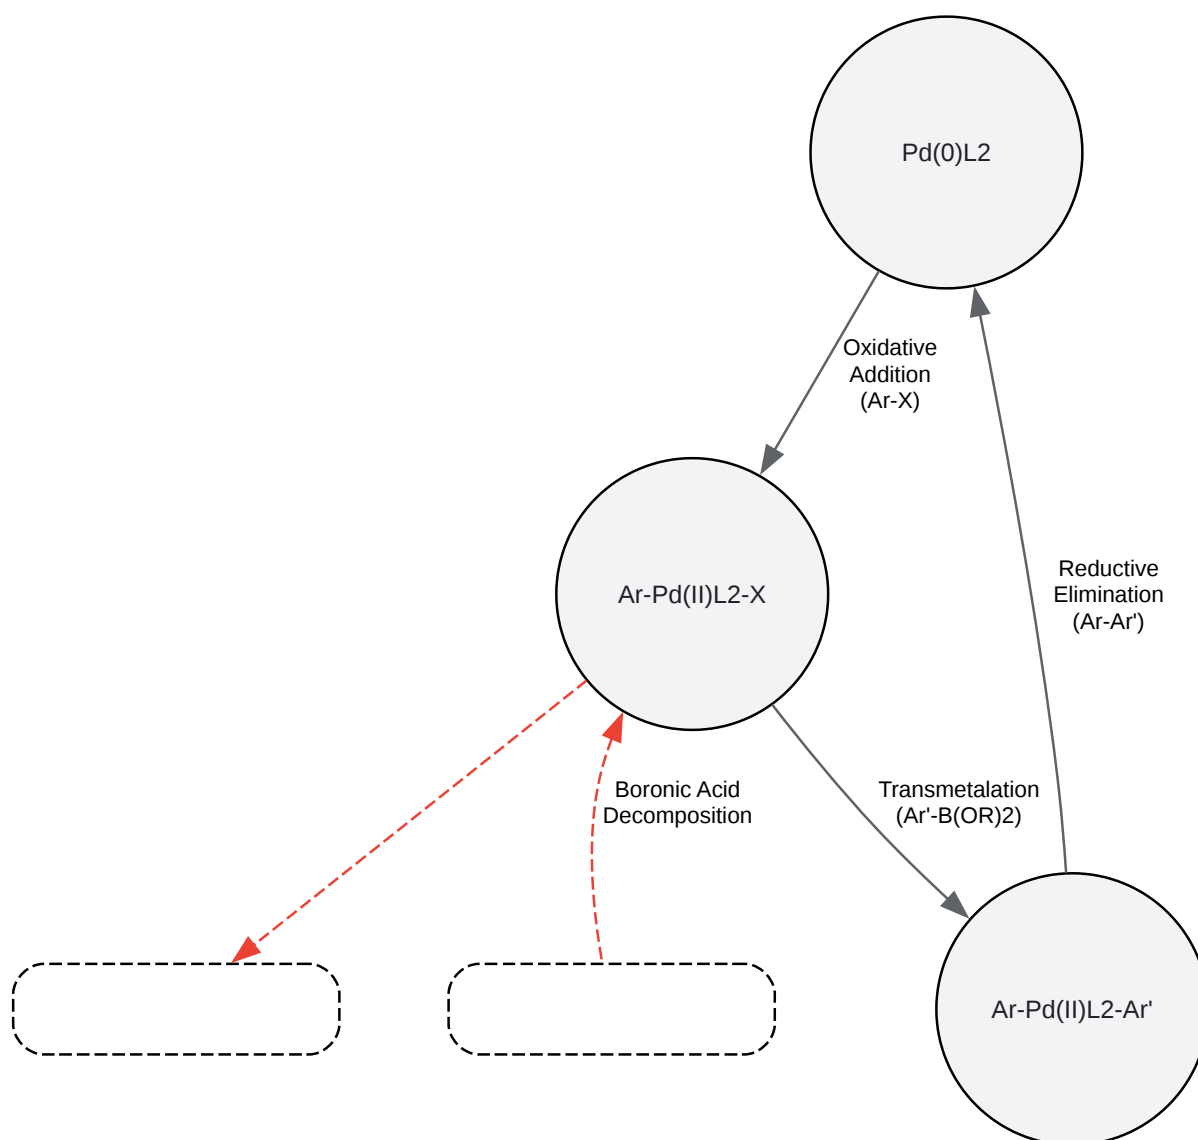 Pd(0)L2
Oxidative
Addition
(Ar-X)
Ar-Pd(II)L2-X
Reductive
Elimination
(Ar-Ar')
Boronic Acid
Decomposition
Transmetalation
(Ar'-B(OR)2)
Ar-Pd(II)L2-Ar'